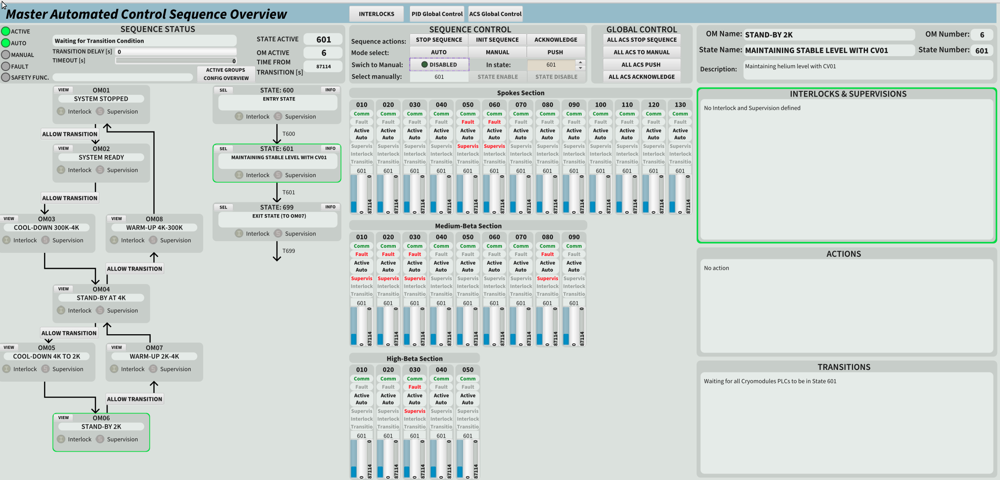 Master Automated Control Sequence Overview
INTERLOCKS
PID Global Control
ACS Global Control
SEQUENCE STATUS
ACTIVE
AUTO
MANUAL
FAULT
SAFETY FUNC.
Waiting for Transition Condition
TRANSITION DELAY [s] 0
TIMEOUT [s] 0
ACTIVE GROUPS
CONFIG OVERVIEW
STATE ACTIVE 601
OM ACTIVE 6
TIME FROM
TRANSITION [s]
87114
SEQUENCE CONTROL
Sequence actions: STOP SEQUENCE INIT SEQUENCE ACKNOWLEDGE
Mode select: AUTO MANUAL PUSH
Swich to Manual: DISABLED In state: 601
Select manually: 601 STATE ENABLE STATE DISABLE
GLOBAL CONTROL
ALL ACS STOP SEQUENCE
ALL ACS TO MANUAL
ALL ACS PUSH
ALL ACS ACKNOWLEDGE
OM Name: STAND-BY 2K OM Number: 6
State Name: MAINTAINING STABLE LEVEL WITH CV01 State Number: 601
Description: Maintaining helium level with CV01
VIEW OM01
SYSTEM STOPPED
I Interlock S Supervision
ALLOW TRANSITION
VIEW OM02
SYSTEM READY
I Interlock S Supervision
ALLOW TRANSITION
VIEW OM03
COOL-DOWN 300K-4K
I Interlock S Supervision
VIEW OM08
WARM-UP 4K-300K
I Interlock S Supervision
ALLOW TRANSITION
VIEW OM04
STAND-BY AT 4K
I Interlock S Supervision
ALLOW TRANSITION
VIEW OM05
COOL-DOWN 4K TO 2K
I Interlock S Supervision
VIEW OM07
WARM-UP 2K-4K
I Interlock S Supervision
ALLOW TRANSITION
VIEW OM06
STAND-BY 2K
I Interlock S Supervision
SEL STATE: 600 INFO
ENTRY STATE
I Interlock S Supervision
T600
SEL STATE: 601 INFO
MAINTAINING STABLE LEVEL WITH CV01
I Interlock S Supervision
T601
SEL STATE: 699 INFO
EXIT STATE (TO OM07)
I Interlock S Supervision
T699
Spokes Section
010 020 030 040 050 060 070 080 090 100 110 120 130
Comm Comm Comm Comm Comm Comm Comm Comm Comm Comm Comm Comm Comm
Fault Fault Fault Fault Fault Fault Fault Fault Fault Fault Fault Fault Fault
Active Active Active Active Active Active Active Active Active Active Active Active Active
Auto Auto Auto Auto Auto Auto Auto Auto Auto Auto Auto Auto Auto
Supervis Supervis Supervis Supervis Supervis Supervis Supervis Supervis Supervis Supervis Supervis Supervis Supervis
Interlock Interlock Interlock Interlock Interlock Interlock Interlock Interlock Interlock Interlock Interlock Interlock Interlock
Transitio Transitio Transitio Transitio Transitio Transitio Transitio Transitio Transitio Transitio Transitio Transitio Transitio
601 601 601 601 601 601 601 601 601 601 601 601 601
0 0 0 0 0 0 0 0 0 0 0 0 0
0 87114 0 87114 0 87114 0 87114 0 87114 0 87114 0 87114 0 87114 0 87114 0 87114 0 87114 0 87114 0 87114
Medium-Beta Section
010 020 030 040 050 060 070 080 090
Comm Comm Comm Comm Comm Comm Comm Comm Comm
Fault Fault Fault Fault Fault Fault Fault Fault Fault
Active Active Active Active Active Active Active Active Active
Auto Auto Auto Auto Auto Auto Auto Auto Auto
Supervis Supervis Supervis Supervis Supervis Supervis Supervis Supervis Supervis
Interlock Interlock Interlock Interlock Interlock Interlock Interlock Interlock Interlock
Transitio Transitio Transitio Transitio Transitio Transitio Transitio Transitio Transitio
601 601 601 601 601 601 601 601 601
0 0 0 0 0 0 0 0 0
0 87114 0 87114 0 87114 0 87114 0 87114 0 87114 0 87114 0 87114 0 87114
High-Beta Section
010 020 030 040 050
Comm Comm Comm Comm Comm
Fault Fault Fault Fault Fault
Active Active Active Active Active
Auto Auto Auto Auto Auto
Supervis Supervis Supervis Supervis Supervis
Interlock Interlock Interlock Interlock Interlock
Transitio Transitio Transitio Transitio Transitio
601 601 601 601 601
0 0 0 0 0
0 87114 0 87114 0 87114 0 87114 0 87114
INTERLOCKS & SUPERVISIONS
No Interlock and Supervision defined
ACTIONS
No action
TRANSITIONS
Waiting for all Cryomodules PLCs to be in State 601